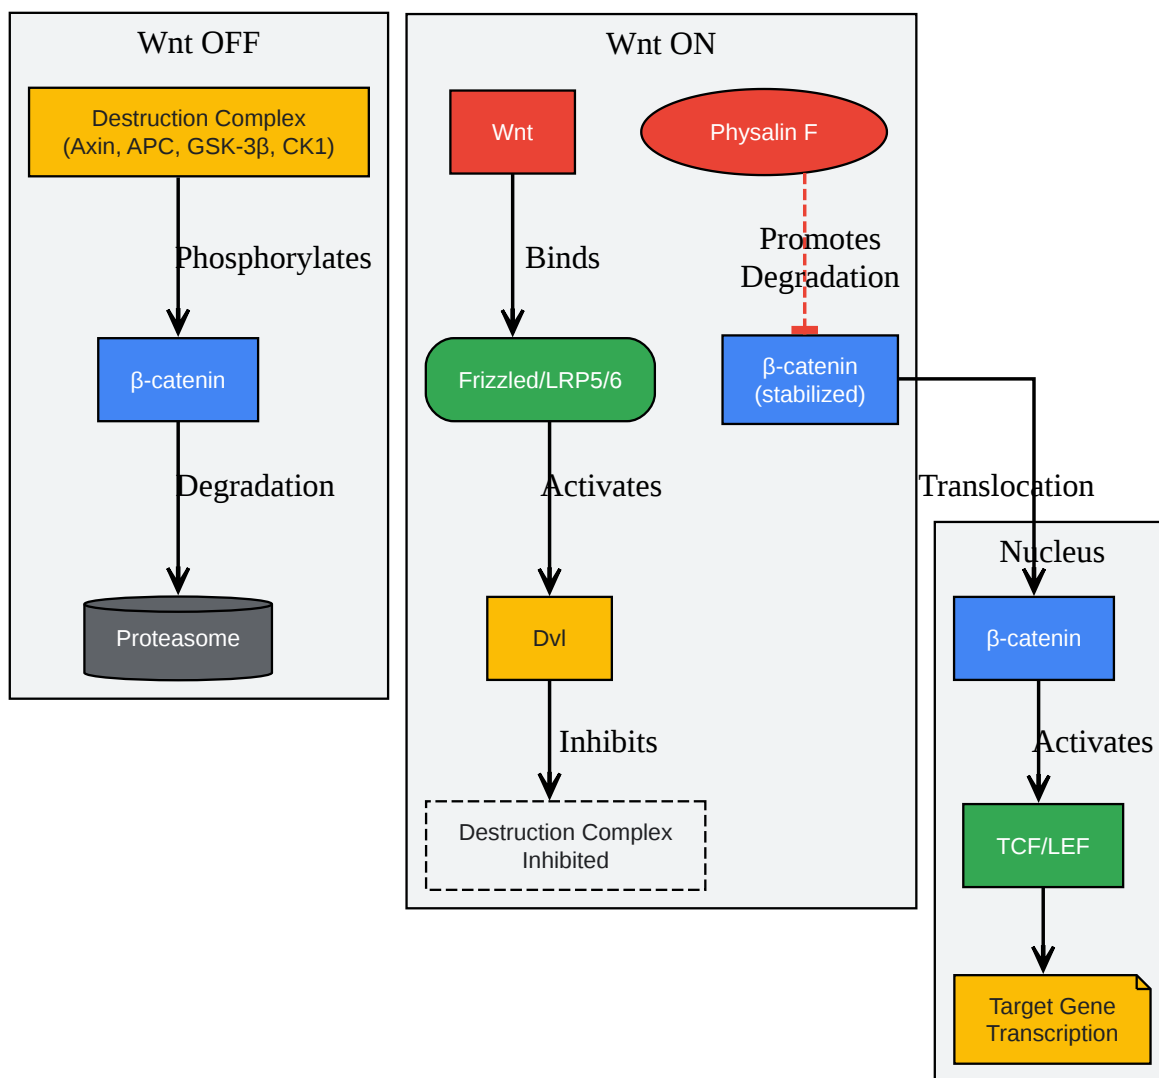 Wnt OFF
Destruction Complex
(Axin, APC, GSK-3β, CK1)
Phosphorylates
β-catenin
Degradation
Proteasome
Wnt ON
Wnt
Physalin F
Binds
Promotes
Degradation
Frizzled/LRP5/6
β-catenin
(stabilized)
Activates
Translocation
Dvl
Inhibits
Destruction Complex
Inhibited
Nucleus
β-catenin
Activates
TCF/LEF
Target Gene
Transcription